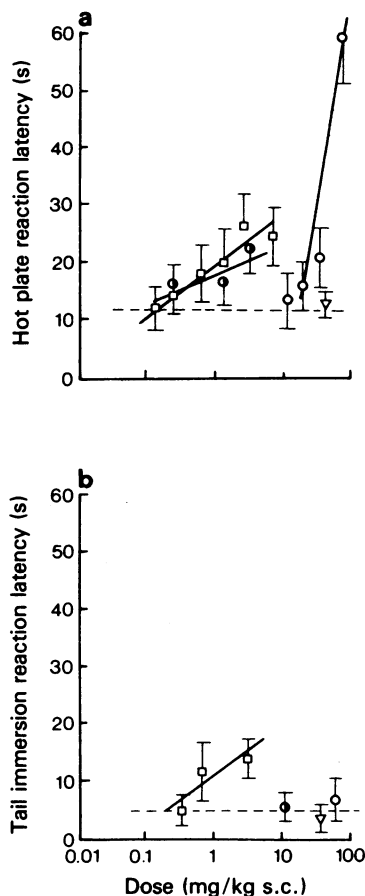 a
Hot plate reaction latency (s)
60
50
40
30
20
10
0
b
Tail immersion reaction latency (s)
60
50
40
30
20
10
0
0.01 0.1 1 10 100
Dose (mg/kg s.c.)